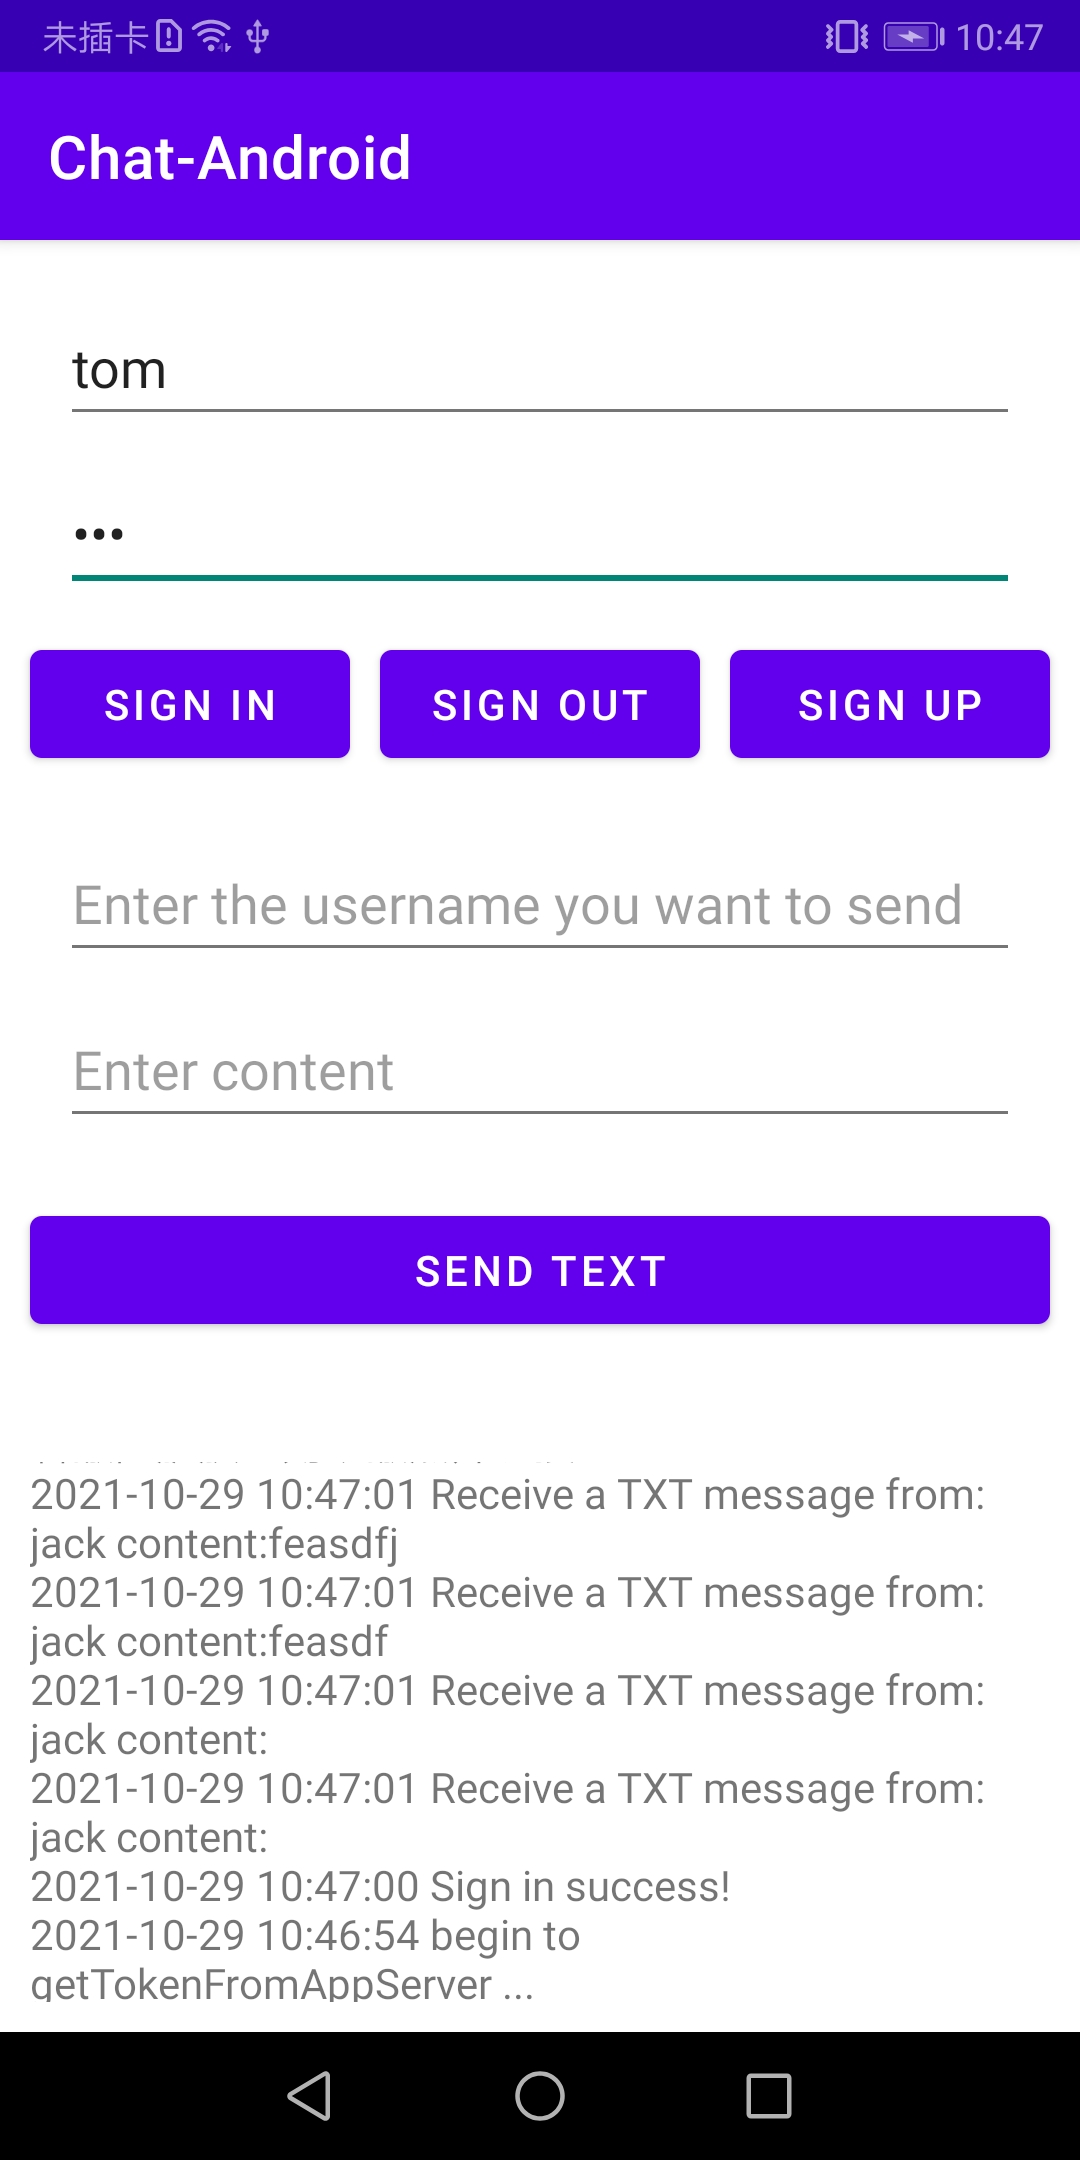 未插卡 10:47
Chat-Android
tom
•••
SIGN IN SIGN OUT SIGN UP
Enter the username you want to send
Enter content
SEND TEXT
2021-10-29 10:47:01 Receive a TXT message from:
jack content:feasdfj
2021-10-29 10:47:01 Receive a TXT message from:
jack content:feasdf
2021-10-29 10:47:01 Receive a TXT message from:
jack content:
2021-10-29 10:47:01 Receive a TXT message from:
jack content:
2021-10-29 10:47:00 Sign in success!
2021-10-29 10:46:54 begin to
getTokenFromAppServer ...